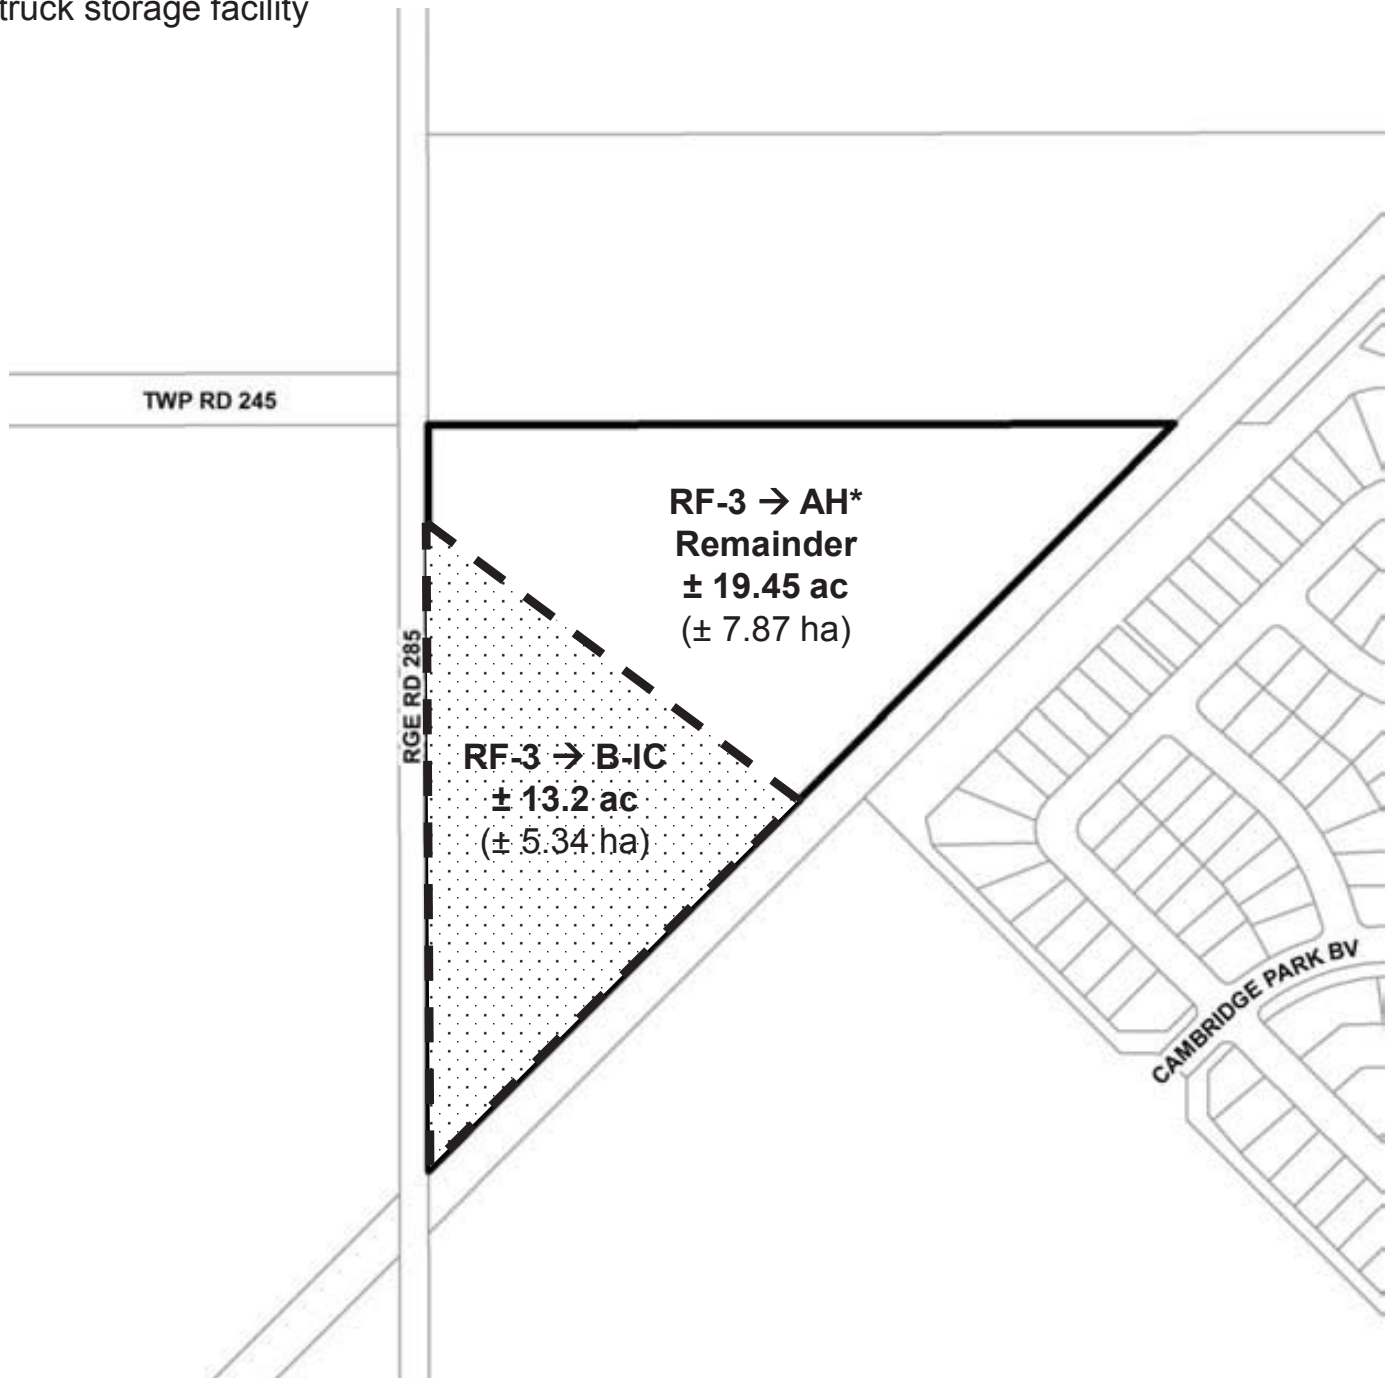 truck storage facility
TWP RD 245
RF-3 → AH*
Remainder
± 19.45 ac
(± 7.87 ha)
RGE RD 285
RF-3 → B-IC
± 13.2 ac
(± 5.34 ha)
CAMBRIDGE PARK BV